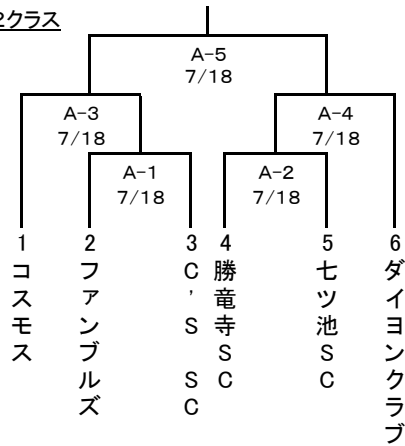 2クラス
A-5
7/18
A-3
7/18
A-4
7/18
A-1
7/18
A-2
7/18
1
コスモス
2
ファンブルズ
3
C'S SC
4
勝竜寺SC
5
七ツ池SC
6
ダイヨンクラブ